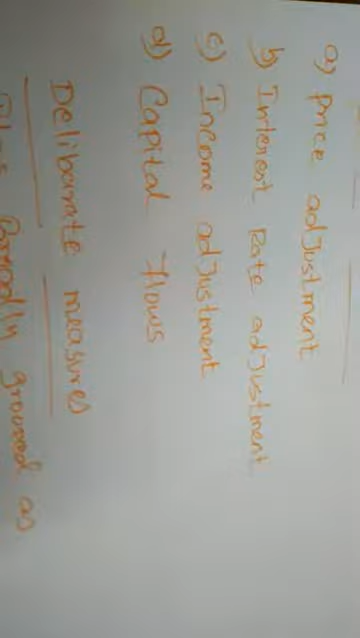 a) Price adjustment
b) Interest Rate adjustment
c) Income adjustment
d) Capital flows
Deliberate measures
broadly grouped as